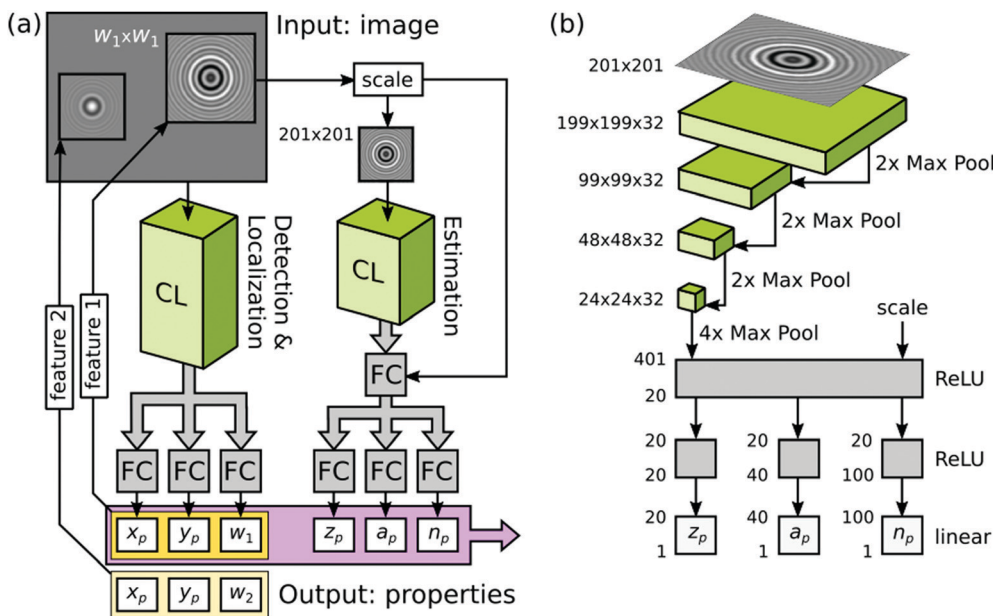 (a)
w₁xw₁
Input: image
scale
201x201
CL
Detection &
Localization
CL
Estimation
feature 2
feature 1
FC
FC
FC
FC
FC
FC
FC
xₚ
yₚ
w₁
zₚ
aₚ
nₚ
xₚ
yₚ
w₂
Output: properties
(b)
201x201
199x199x32
2x Max Pool
99x99x32
2x Max Pool
48x48x32
2x Max Pool
24x24x32
4x Max Pool
scale
401
20
ReLU
20
20
20
40
20
100
ReLU
20
1
zₚ
40
1
aₚ
100
1
nₚ
linear